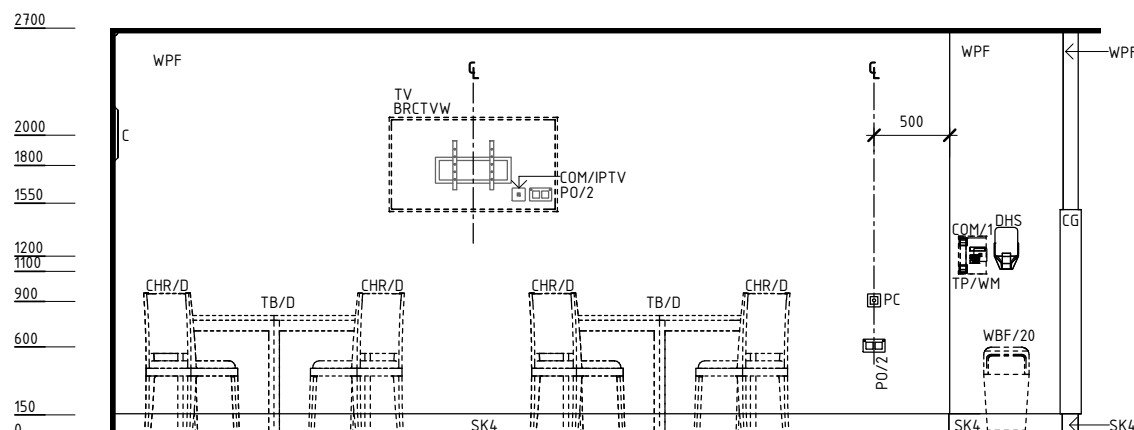 2700
WPF
WPF
WPF
TV
BRCTVW
2000
C
500
1800
COM/IPTV
PO/2
1550
CG
COM/1
DHS
1200
1100
TP/WM
CHR/D
TB/D
CHR/D
CHR/D
TB/D
CHR/D
900
PC
600
PO/2
WBF/20
150
SK4
SK4
SK4
0